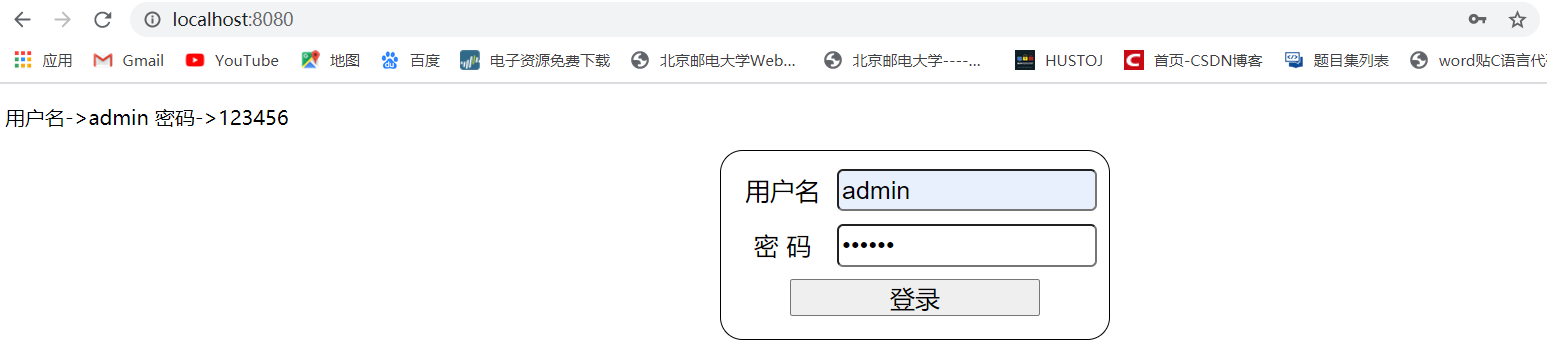 localhost:8080
应用 Gmail YouTube 地图 百度 电子资源免费下载 北京邮电大学Web... 北京邮电大学----... HUSTOJ 首页-CSDN博客 题目集列表 word贴C语言代
用户名->admin 密码->123456
用户名 admin
密 码 ••••••
登录